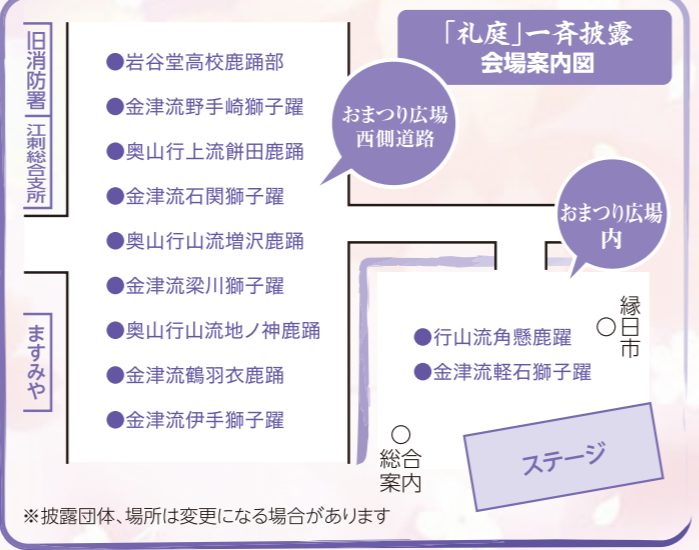 「礼庭」一斉披露
会場案内図
旧消防署
江刺総合支所
ますみや
おまつり広場
西側道路
●岩谷堂高校鹿踊部
●金津流野手崎獅子躍
●奥山行上流餅田鹿踊
●金津流石関獅子躍
●奥山行山流増沢鹿踊
●金津流梁川獅子躍
●奥山行山流地ノ神鹿踊
●金津流鶴羽衣鹿踊
●金津流伊手獅子躍
おまつり広場
内
●行山流角懸鹿躍
●金津流軽石獅子躍
縁日市
総合
案内
ステージ
※披露団体、場所は変更になる場合があります